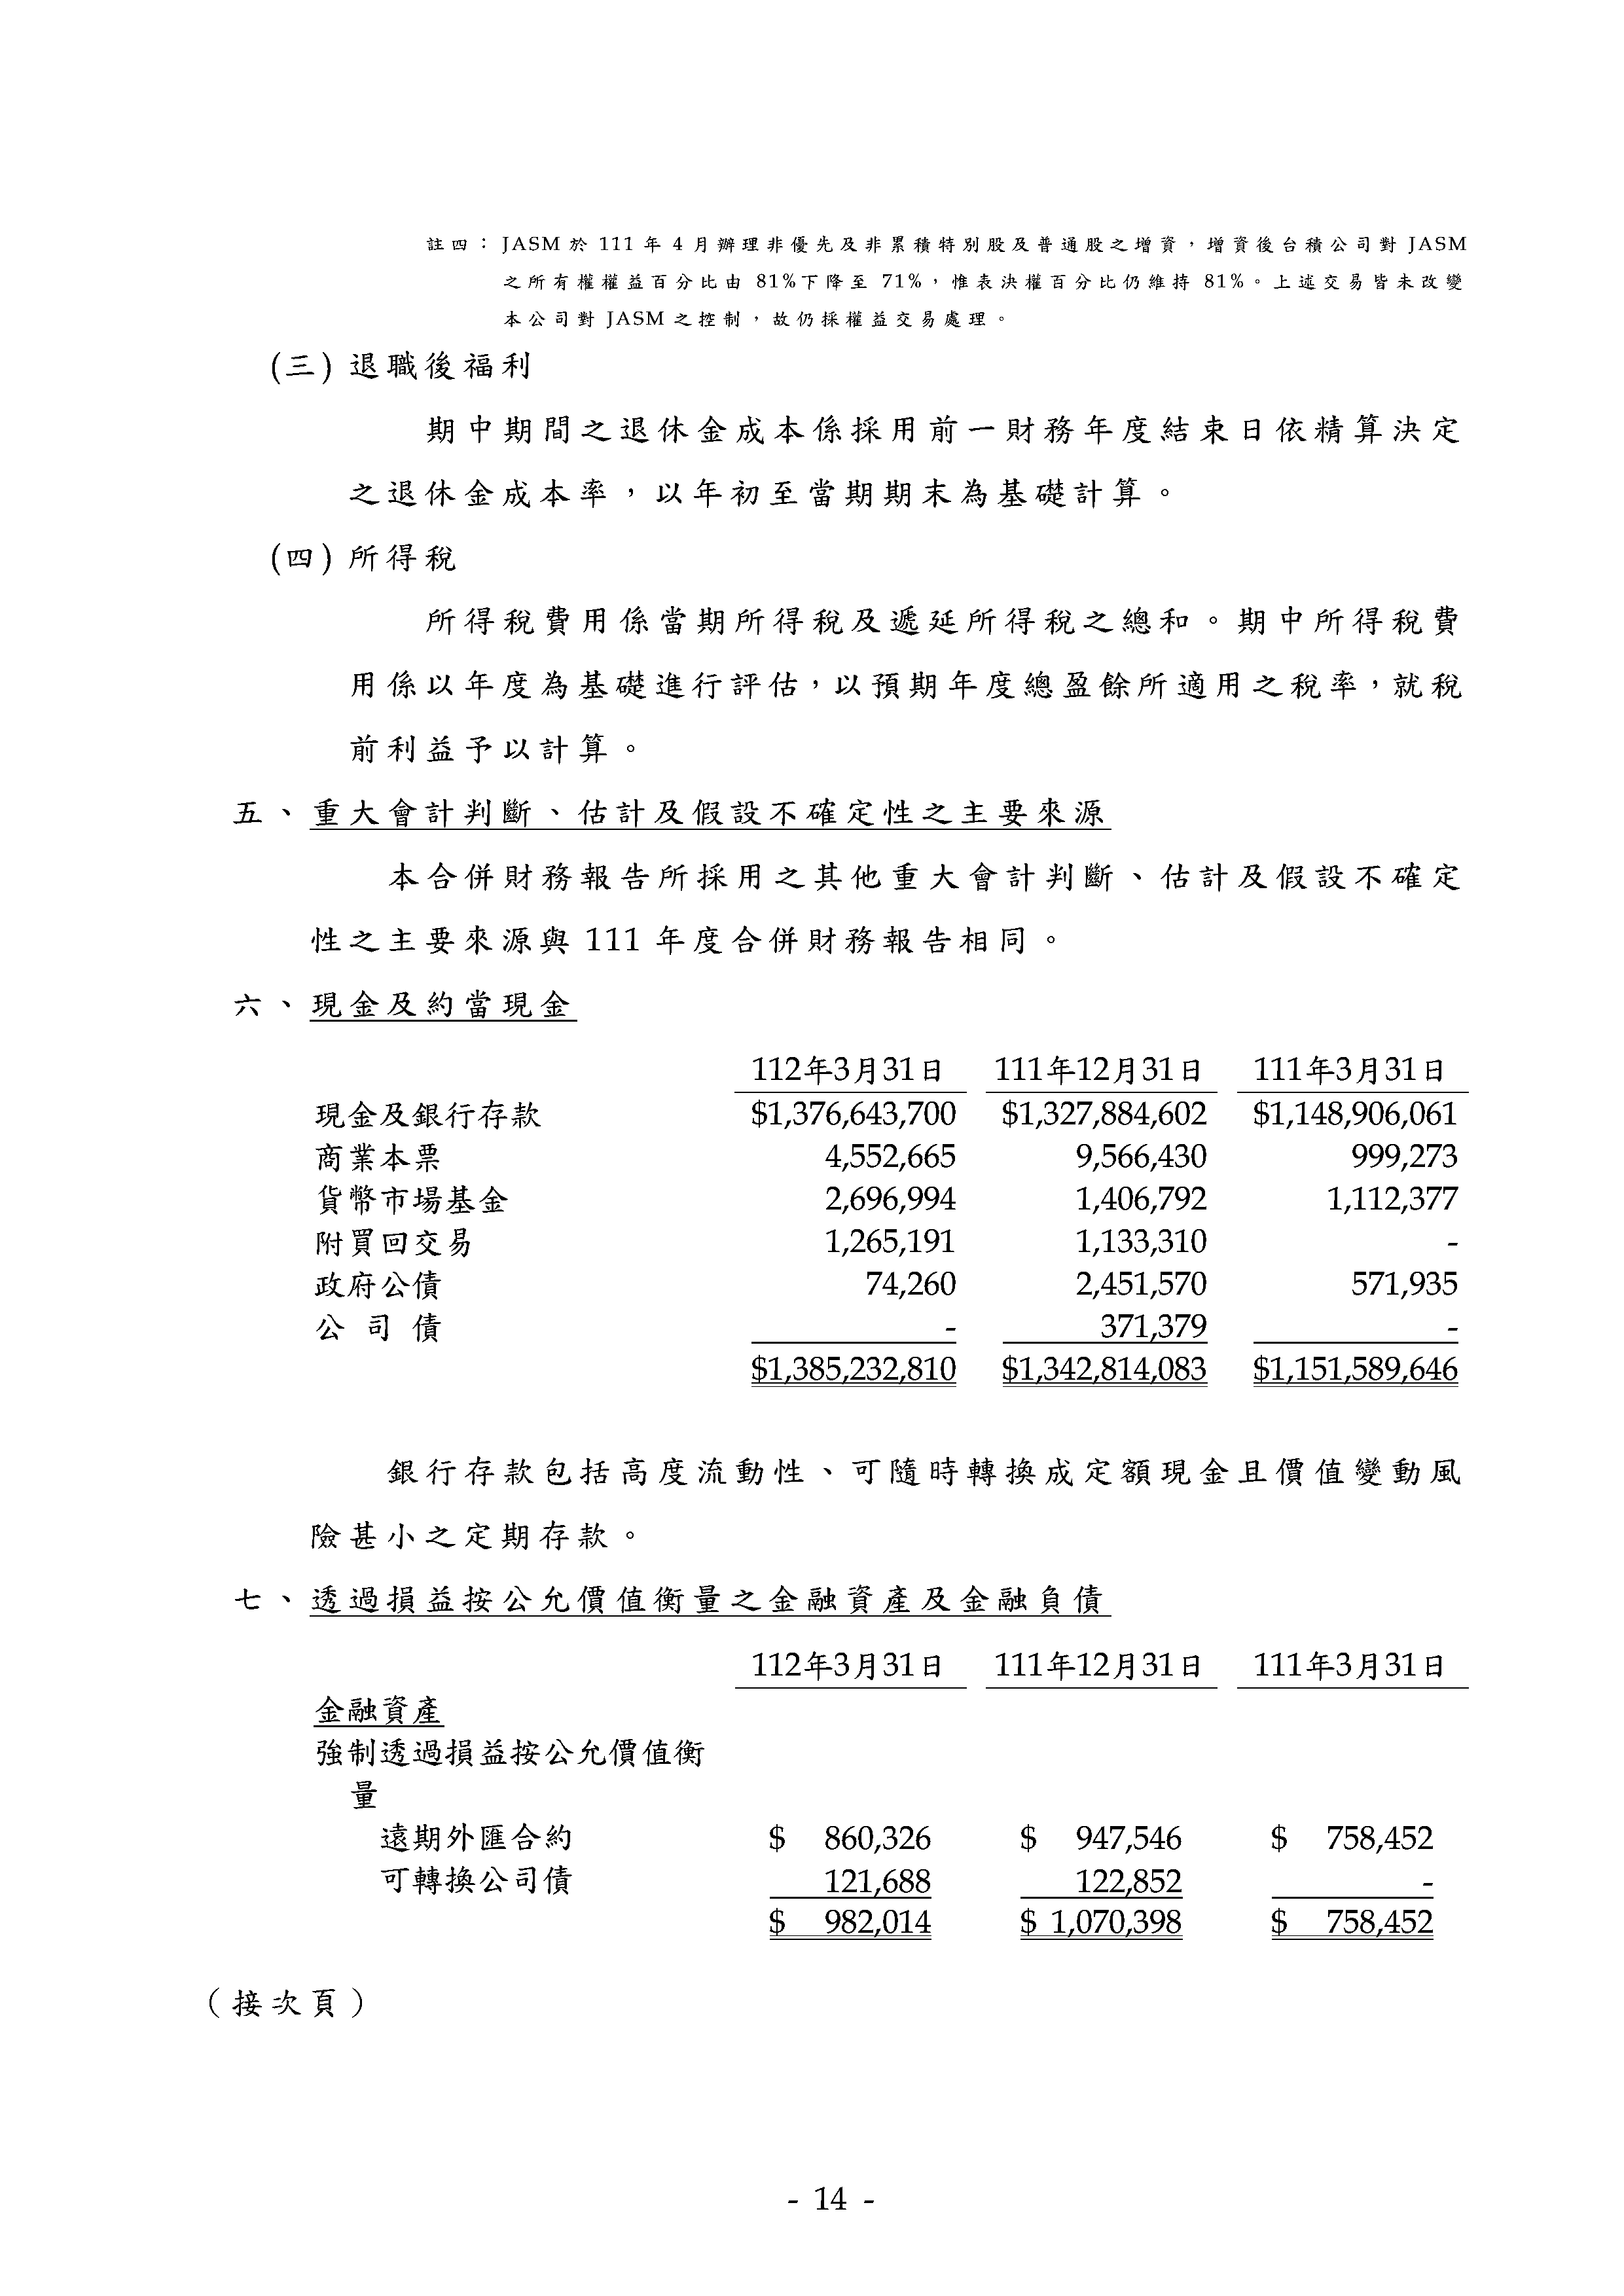 註四：JASM 於 111 年 4 月辦理非優先及非累積特別股及普通股之增資，增資後台積公司對 JASM
之所有權權益百分比由 81%下降至 71%，惟表決權百分比仍維持 81%。上述交易皆未改變
本公司對 JASM 之控制，故仍採權益交易處理。
(三) 退職後福利
期中期間之退休金成本係採用前一財務年度結束日依精算決定
之退休金成本率，以年初至當期期末為基礎計算。
(四) 所得稅
所得稅費用係當期所得稅及遞延所得稅之總和。期中所得稅費
用係以年度為基礎進行評估，以預期年度總盈餘所適用之稅率，就稅
前利益予以計算。
五、重大會計判斷、估計及假設不確定性之主要來源
本合併財務報告所採用之其他重大會計判斷、估計及假設不確定
性之主要來源與 111 年度合併財務報告相同。
六、現金及約當現金
112年3月31日 111年12月31日 111年3月31日
現金及銀行存款 $1,376,643,700 $1,327,884,602 $1,148,906,061
商業本票 4,552,665 9,566,430 999,273
貨幣市場基金 2,696,994 1,406,792 1,112,377
附買回交易 1,265,191 1,133,310 -
政府公債 74,260 2,451,570 571,935
公 司 債 - 371,379 -
$1,385,232,810 $1,342,814,083 $1,151,589,646
銀行存款包括高度流動性、可隨時轉換成定額現金且價值變動風
險甚小之定期存款。
七、透過損益按公允價值衡量之金融資產及金融負債
112年3月31日 111年12月31日 111年3月31日
金融資產
強制透過損益按公允價值衡
量
遠期外匯合約 $ 860,326 $ 947,546 $ 758,452
可轉換公司債 121,688 122,852 -
$ 982,014 $ 1,070,398 $ 758,452
（接次頁）
- 14 -